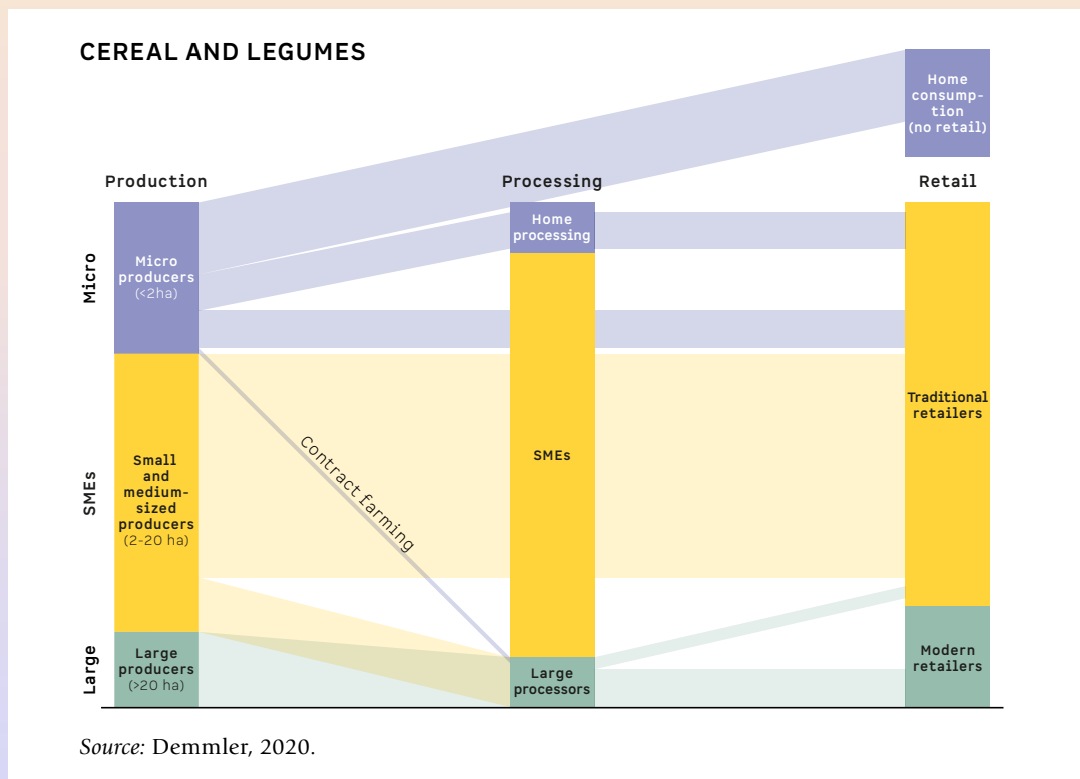 CEREAL AND LEGUMES
Home
consump-
tion
(no retail)
Production
Processing
Retail
Micro
Micro
producers
(<2ha)
Home
processing
SMEs
Small
and
medium-
sized
producers
(2-20 ha)
Contract farming
SMEs
Traditional
retailers
Large
Large
producers
(>20 ha)
Large
processors
Modern
retailers
Source: Demmler, 2020.